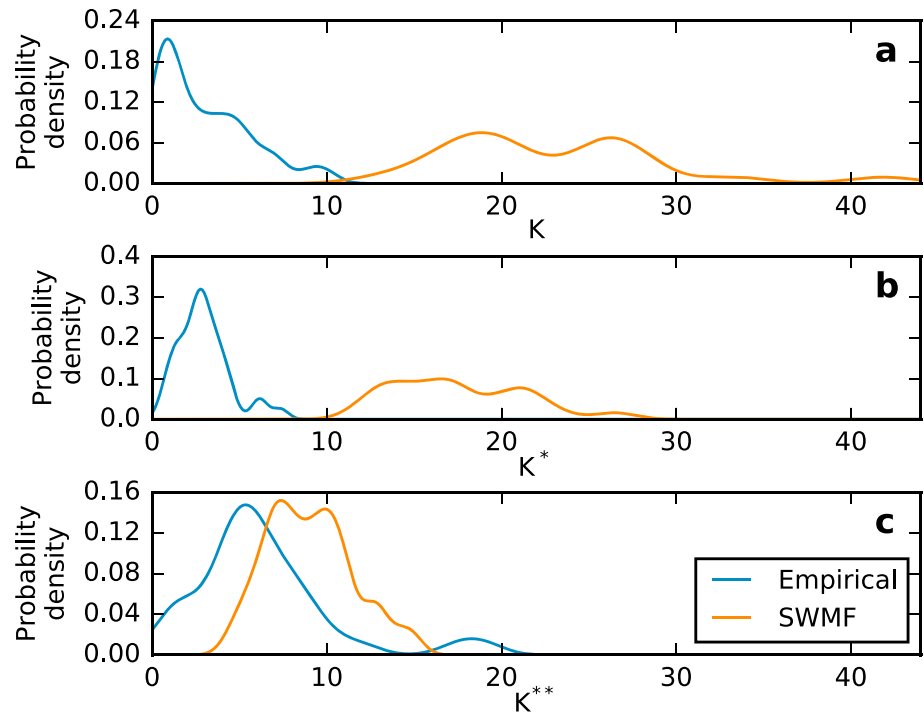 0.24
0.18
0.12
0.06
0.00
Probability
density
a
0 10 20 30 40
K
0.4
0.3
0.2
0.1
0.0
Probability
density
b
0 10 20 30 40
K*
0.16
0.12
0.08
0.04
0.00
Probability
density
c
Empirical
SWMF
0 10 20 30 40
K**